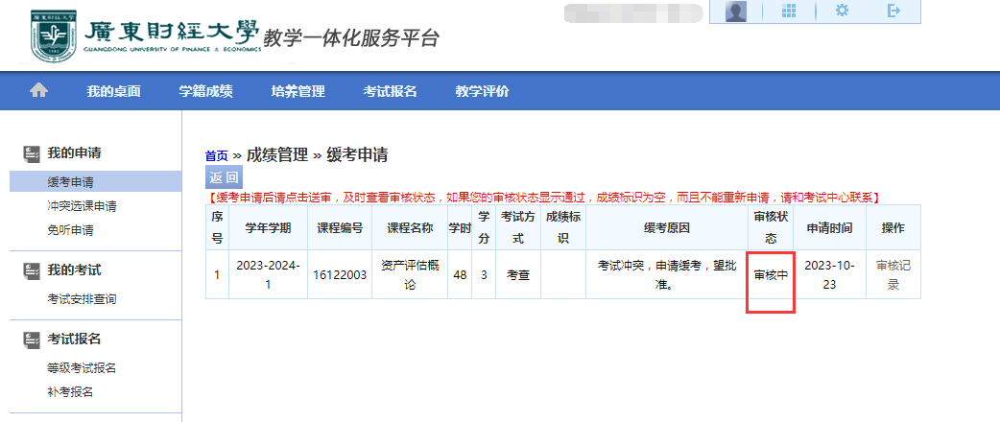 廣東財經大學
GUANGDONG UNIVERSITY OF FINANCE & ECONOMICS
教学一体化服务平台
我的桌面 学籍成绩 培养管理 考试报名 教学评价
我的申请
缓考申请
冲突选课申请
免听申请
我的考试
考试安排查询
考试报名
等级考试报名
补考报名
首页 » 成绩管理 » 缓考申请
返 回
【缓考申请后请点击送审，及时查看审核状态，如果您的审核状态显示通过，成绩标识为空，而且不能重新申请，请和考试中心联系】
序号 学年学期 课程编号 课程名称 学时 学分 考试方式 成绩标识 缓考原因 审核状态 申请时间 操作
1 2023-2024-1 16122003 资产评估概论 48 3 考查 考试冲突，申请缓考，望批准。 审核中 2023-10-23 审核记录